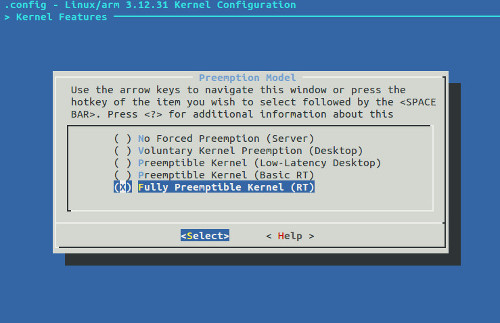 .config - Linux/arm 3.12.31 Kernel Configuration
> Kernel Features
Preemption Model
Use the arrow keys to navigate this window or press the
hotkey of the item you wish to select followed by the <SPACE
BAR>. Press <?> for additional information about this
( ) No Forced Preemption (Server)
( ) Voluntary Kernel Preemption (Desktop)
( ) Preemptible Kernel (Low-Latency Desktop)
( ) Preemptible Kernel (Basic RT)
(X) Fully Preemptible Kernel (RT)
<Select> < Help >